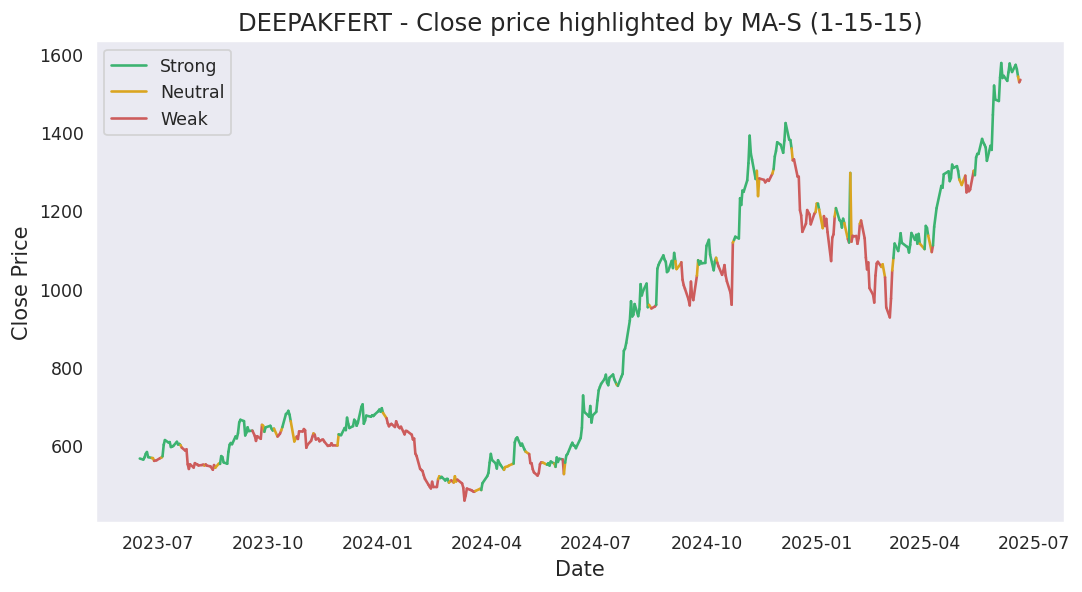 DEEPAKFERT - Close price highlighted by MA-S (1-15-15)
Strong
Neutral
Weak
Close Price
1600
1400
1200
1000
800
600
2023-07 2023-10 2024-01 2024-04 2024-07 2024-10 2025-01 2025-04 2025-07
Date